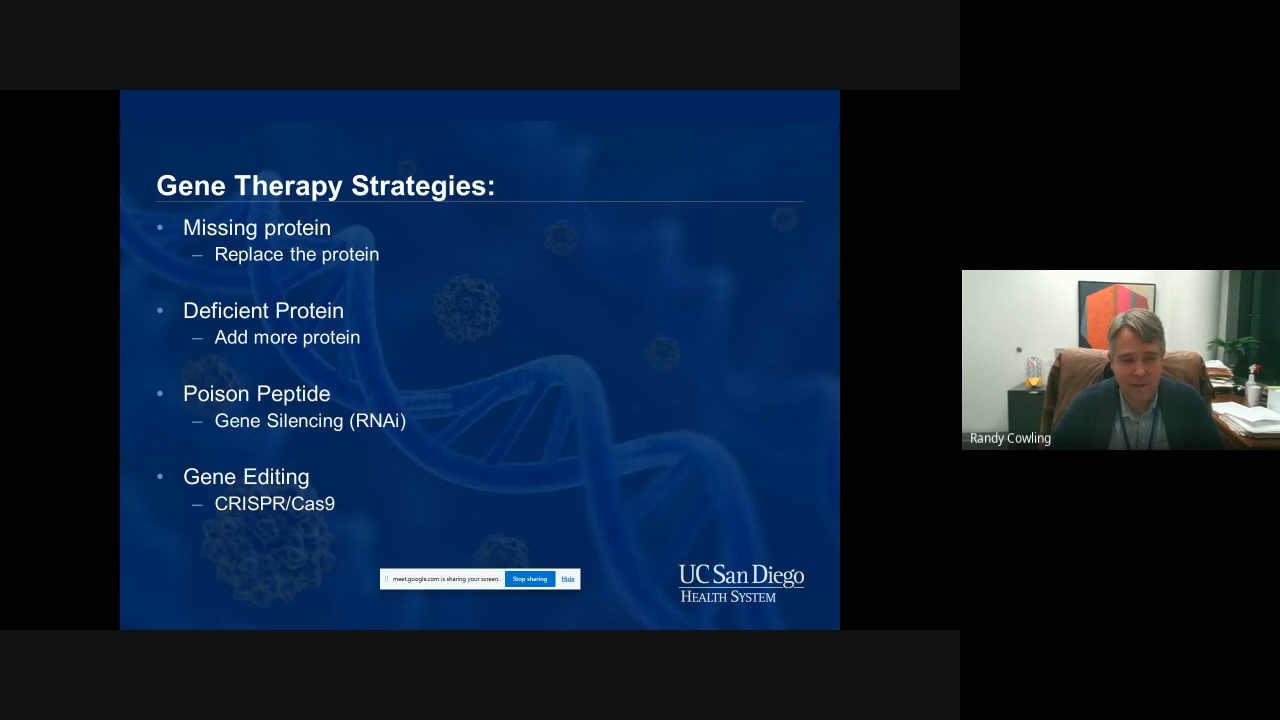 Gene Therapy Strategies:
• Missing protein
– Replace the protein
• Deficient Protein
– Add more protein
• Poison Peptide
– Gene Silencing (RNAi)
• Gene Editing
– CRISPR/Cas9
meet.google.com is sharing your screen. Stop sharing Hide
UC San Diego
HEALTH SYSTEM
Randy Cowling